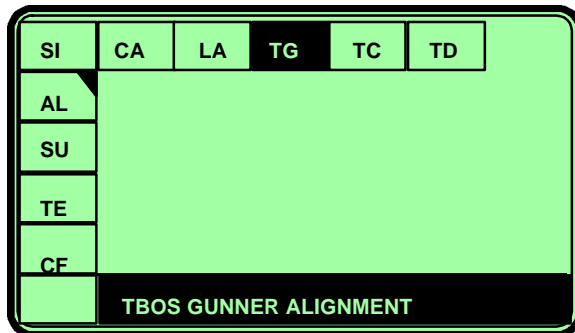 SI CA LA TG TC TD
AL
SU
TE
CF
TBOS GUNNER ALIGNMENT